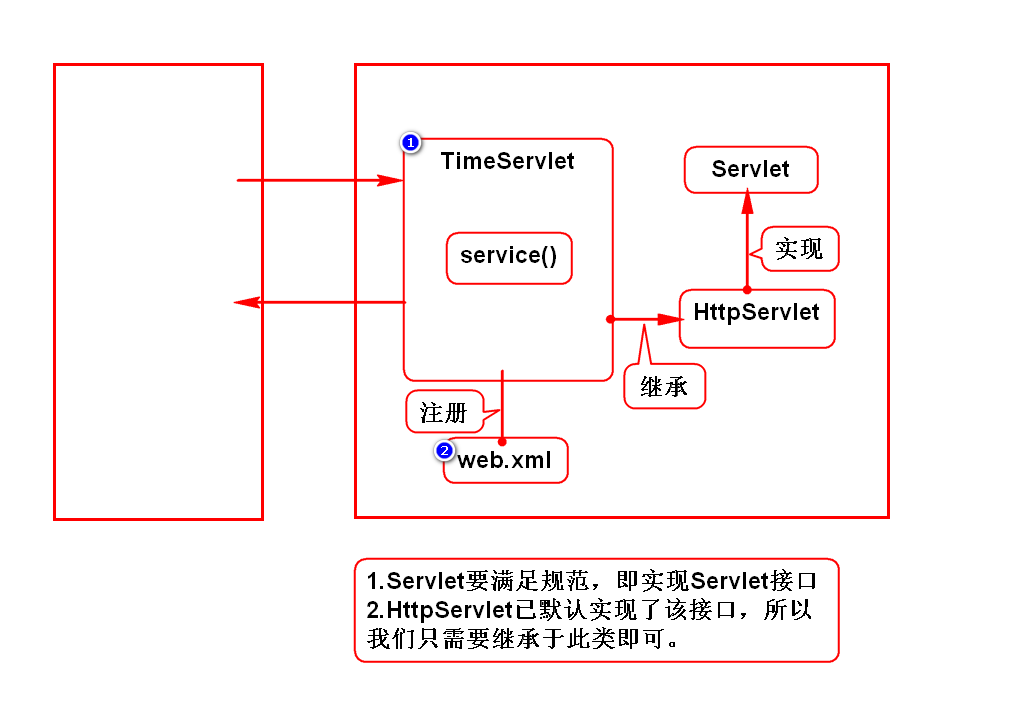 1
TimeServlet
Servlet
service()
实现
HttpServlet
继承
注册
2
web.xml
1.Servlet要满足规范，即实现Servlet接口
2.HttpServlet已默认实现了该接口，所以
我们只需要继承于此类即可。